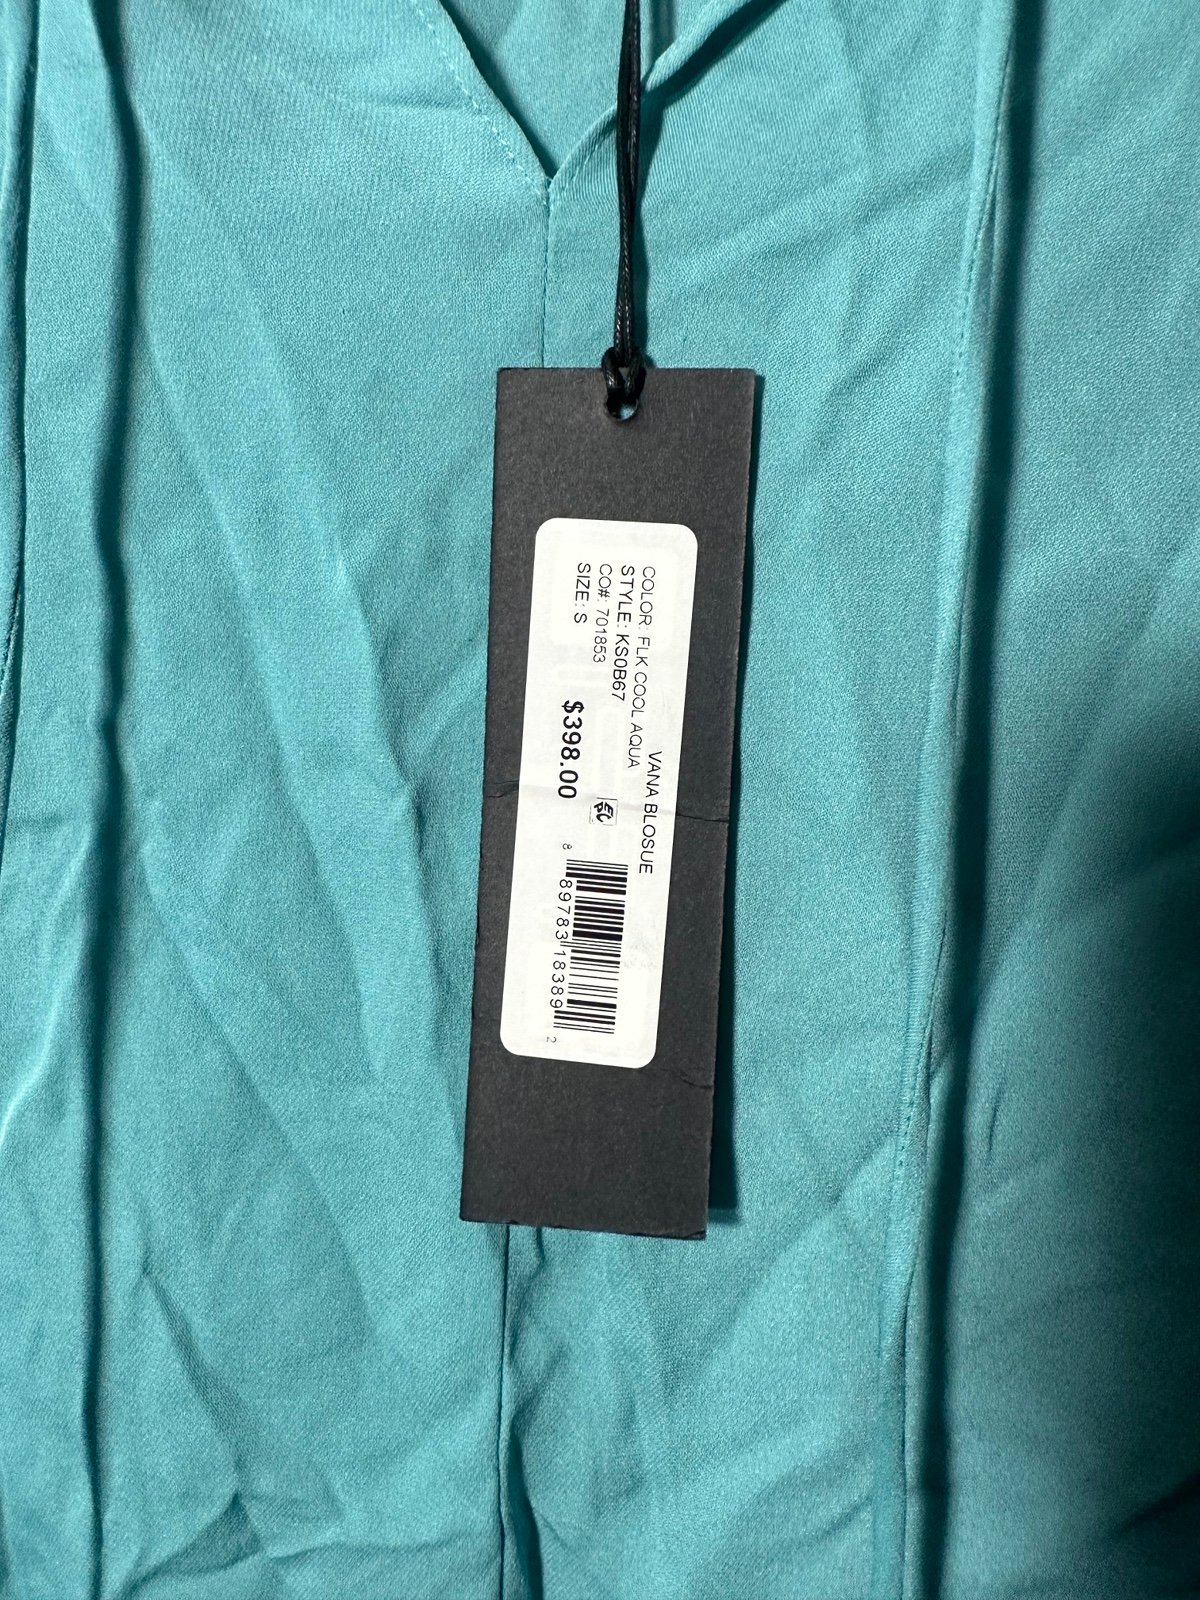 VANA BLOSUE
COLOR: FLK COOL AQUA
STYLE: KS0B67
CO#: 701853
SIZE: S
$398.00
8 89783 18389 2